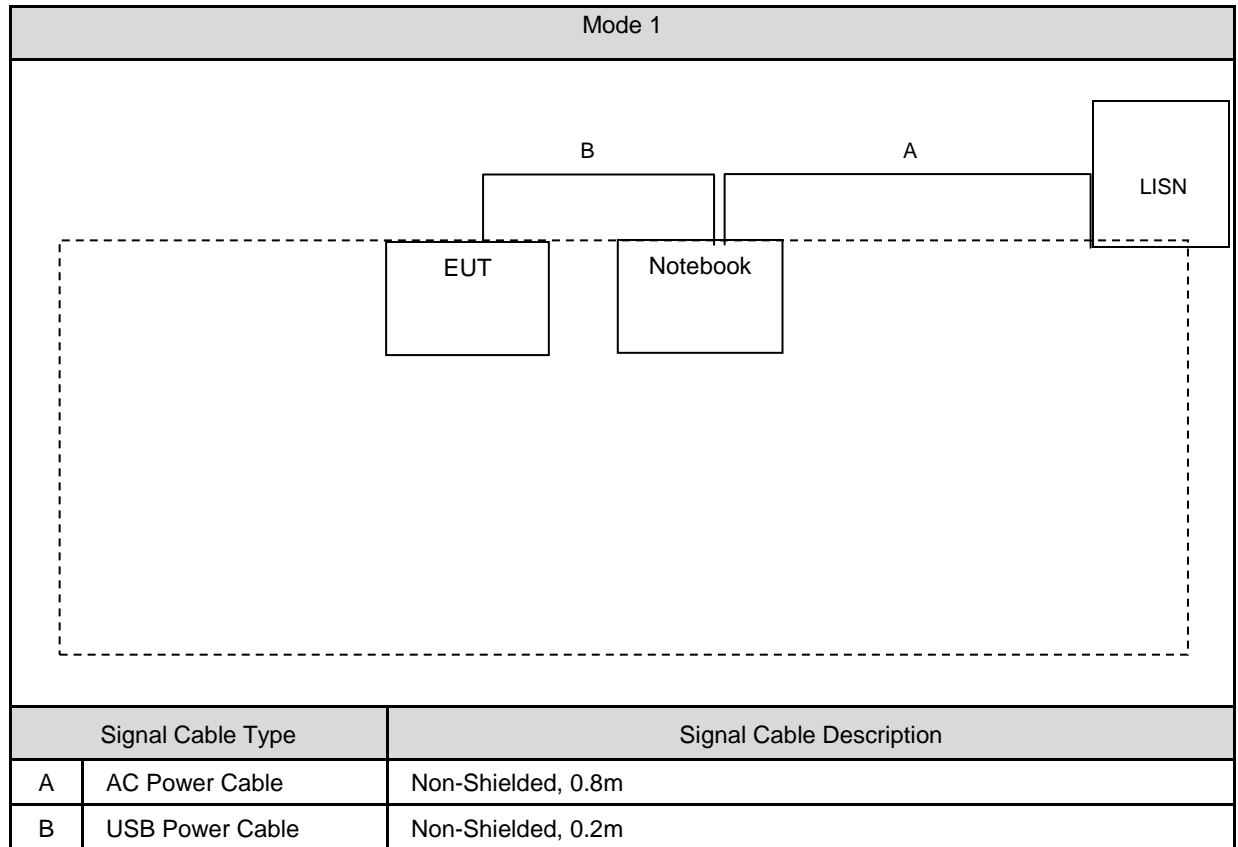 Mode 1
B
A
LISN
EUT
Notebook
Signal Cable Type
Signal Cable Description
A
AC Power Cable
Non-Shielded, 0.8m
B
USB Power Cable
Non-Shielded, 0.2m